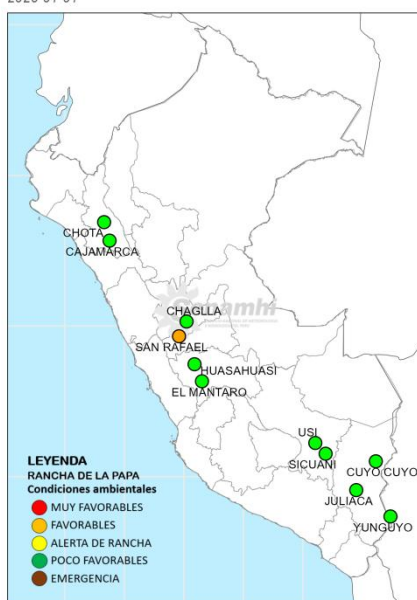 CHOTA
CAJAMARCA
CHAGLLA
SAN RAFAEL
HUASAHUASI
EL MANTARO
USI
SICUANI
CUYO CUYO
JULIACA
YUNGUYO
LEYENDA
RANCHA DE LA PAPA
Condiciones ambientales
MUY FAVORABLES
FAVORABLES
ALERTA DE RANCHA
POCO FAVORABLES
EMERGENCIA